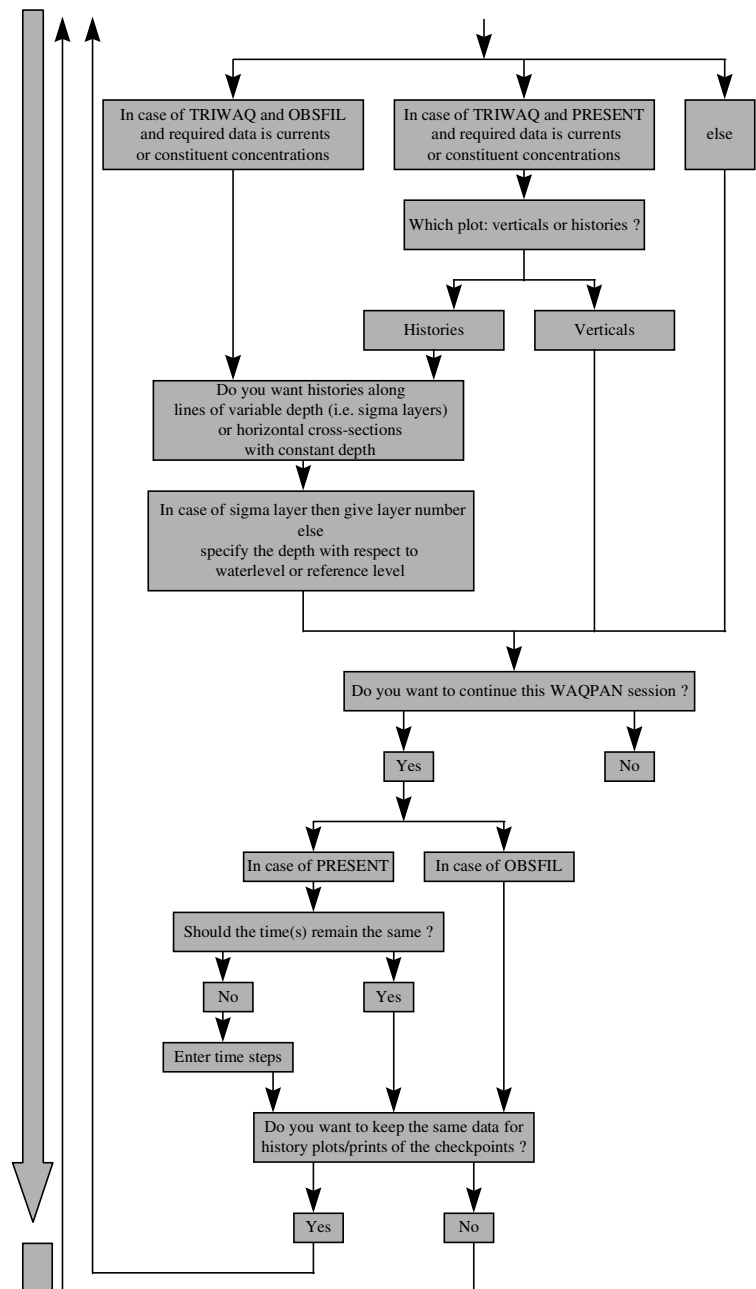 In case of TRIWAQ and OBSFIL
and required data is currents
or constituent concentrations
In case of TRIWAQ and PRESENT
and required data is currents
or constituent concentrations
else
Which plot: verticals or histories ?
Histories
Verticals
Do you want histories along
lines of variable depth (i.e. sigma layers)
or horizontal cross-sections
with constant depth
In case of sigma layer then give layer number
else
specify the depth with respect to
waterlevel or reference level
Do you want to continue this WAQPAN session ?
Yes
No
In case of PRESENT
In case of OBSFIL
Should the time(s) remain the same ?
No
Yes
Enter time steps
Do you want to keep the same data for
history plots/prints of the checkpoints ?
Yes
No